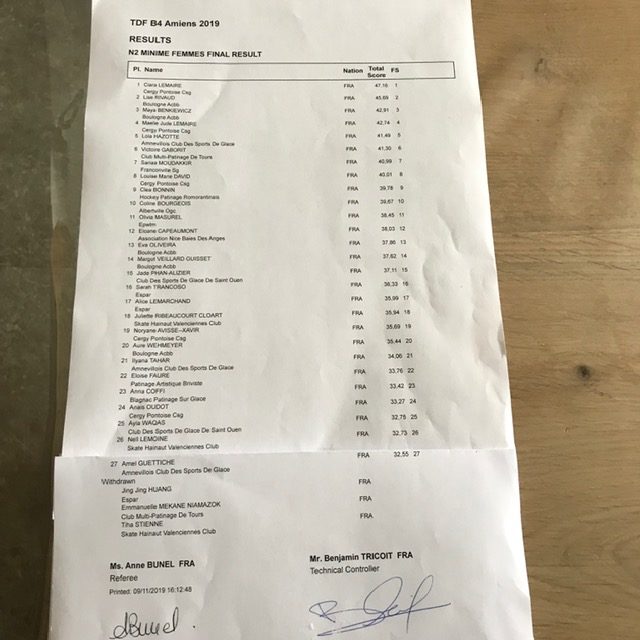 TDF B4 Amiens 2019
RESULTS
N2 MINIME FEMMES FINAL RESULT
Pl. Name Nation Total Score FS
1 Ciara LEMAIRE FRA 47,16 1
Cergy Pontoise Csg
2 Lise RIVAUD FRA 45,69 2
Boulogne Acbb
3 Maya BENKIEWICZ FRA 42,91 3
Boulogne Acbb
4 Maelie Jude LEMAIRE FRA 42,74 4
Cergy Pontoise Csg
5 Lola HAZOTTE FRA 41,49 5
Amnevillois Club Des Sports De Glace
6 Victoire GABORIT FRA 41,30 6
Club Multi-Patinage De Tours
7 Sanaa MOUDAKKIR FRA 40,99 7
Franconville Sg
8 Louise Marie DAVID FRA 40,01 8
Cergy Pontoise Csg
9 Clea BONNIN FRA 39,78 9
Hockey Patinage Romorantinais
10 Coline BOURGEOIS FRA 39,67 10
Albertville Ogc
11 Olivia MASUREL FRA 38,45 11
Epwlm
12 Eloanei CAPEAUMONT FRA 38,03 12
Association Nice Baies Des Anges
13 Eva OLIVEIRA FRA 37,86 13
Boulogne Acbb
14 Margot VEILLARD OUISSET FRA 37,62 14
Boulogne Acbb
15 Jade PIHAN-ALIZIER FRA 37,11 15
Club Des Sports De Glace De Saint Ouen
16 Sarah T'RANCOSO FRA 36,33 16
Espar
17 Alice LEMARCHAND FRA 35,99 17
Espar
18 Juliette IRIBEAUCOURT CLOART FRA 35,94 18
Skate Hainaut Valenciennes Club
19 Noryane AVISSE--XAVIR FRA 35,69 19
Cergy Pontoise Csg
20 Aure WEHMEYER FRA 35,44 20
Boulogne Acbb
21 Ilyana TAHAR FRA 34,06 21
Amnevillois Club Des Sports De Glace
22 Eloise FAURE FRA 33,76 22
Patinage Artistique Briviste
23 Anna COIFFI FRA 33,42 23
Blagnac Patinage Sur Glace
24 Anais OUDOT FRA 33,27 24
Cergy Pontoise Csg
25 Ayla WAQAS FRA 32,78 25
Club Des Sports De Glace De Saint Ouen
26 Nell LEMOINE FRA 32,73 26
Skate Hainaut Valenciennes Club
27 Amel GUETTICHE FRA 32,55 27
Amnevillois Club Des Sports De Glace
Withdrawn
Jing Jing HUANG FRA
Espar
Emmanuelle MEKANE NIAMAZOK FRA
Club Multi-Patinage De Tours
Tiha STIENNE FRA
Skate Hainaut Valenciennes Club
Ms. Anne BUNEL FRA Mr. Benjamin TRICOIT FRA
Referee Technical Controller
Printed: 09/11/2019 16:12:48
ABunel